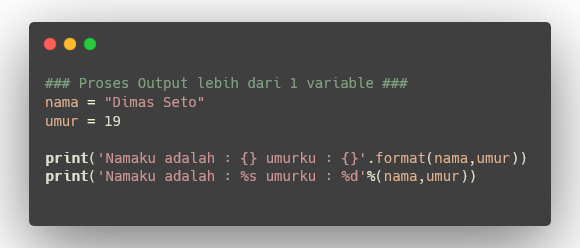 ### Proses Output lebih dari 1 variable ###
nama = "Dimas Seto"
umur = 19
print('Namaku adalah : {} umurku : {}'.format(nama,umur))
print('Namaku adalah : %s umurku : %d'%(nama,umur))